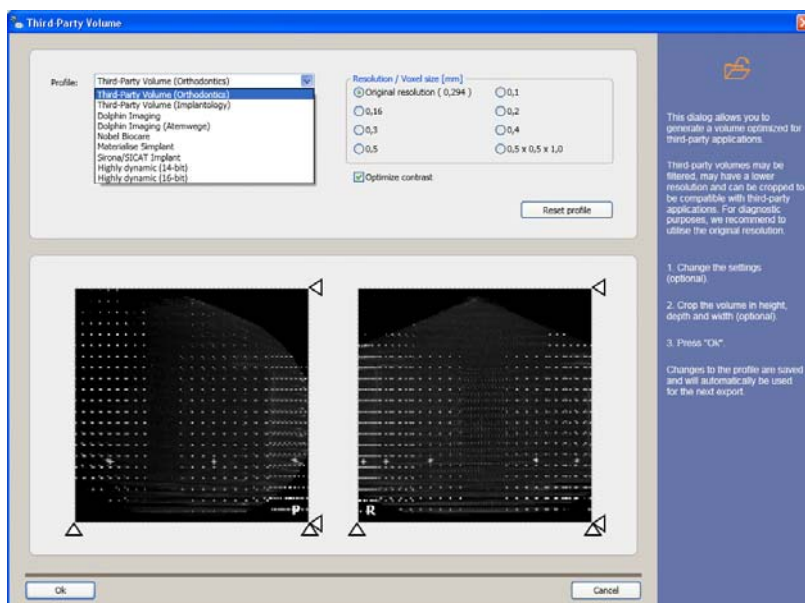 Third-Party Volume
Profile:
Third-Party Volume (Orthodontics)
Third-Party Volume (Orthodontics)
Third-Party Volume (Implantology)
Dolphin Imaging
Dolphin Imaging (Atemwege)
Nobel Biocare
Materialise Simplant
Sirona/SICAT Implant
Highly dynamic (14-bit)
Highly dynamic (16-bit)
Resolution / Voxel size [mm]
Original resolution ( 0,294 )
0,1
0,16
0,2
0,3
0,4
0,5
0,5 x 0,5 x 1,0
Optimize contrast
Reset profile
This dialog allows you to
generate a volume optimized for
third-party applications.
Third-party volumes may be
filtered, may have a lower
resolution and can be cropped to
be compatible with third-party
applications. For diagnostic
purposes, we recommend to
utilise the original resolution.
1. Change the settings
(optional).
2. Crop the volume in height,
depth and width (optional).
3. Press "Ok".
Changes to the profile are saved
and will automatically be used
for the next export.
P
R
Ok
Cancel